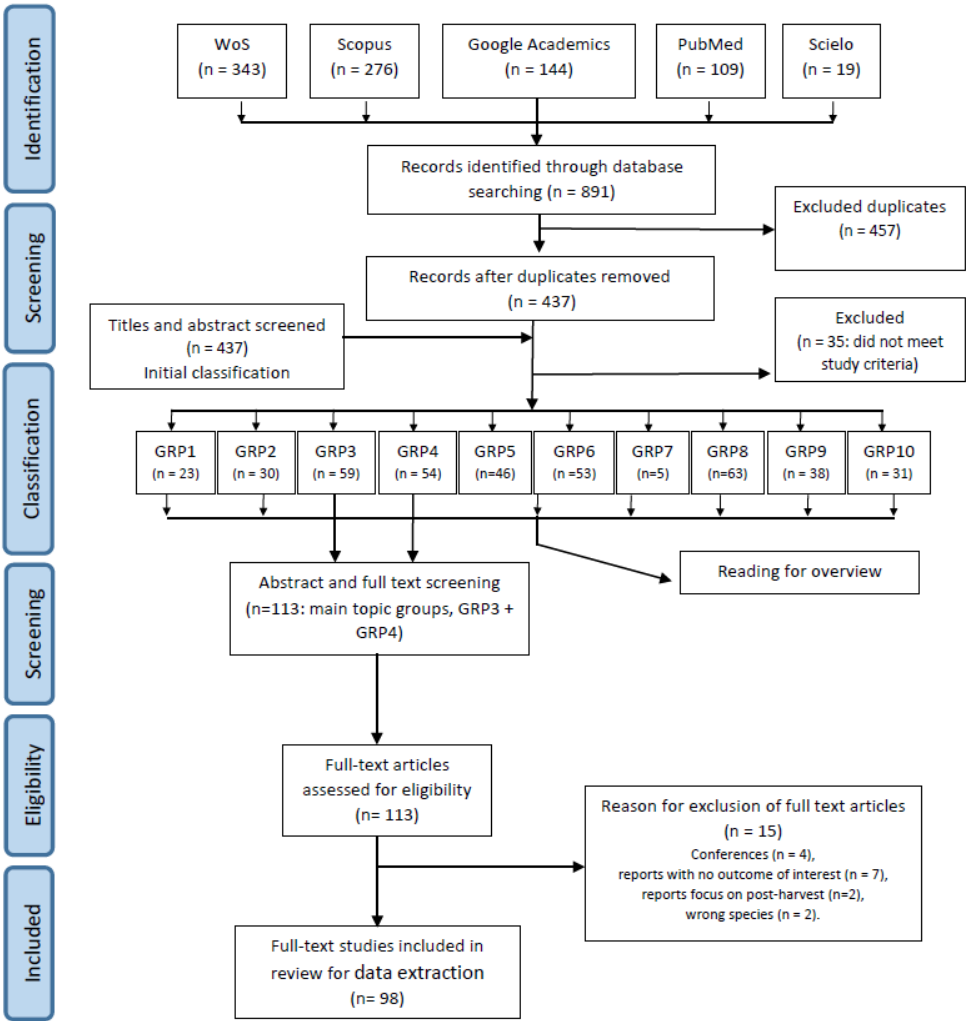 Identification
WoS
(n = 343)
Scopus
(n = 276)
Google Academics
(n = 144)
PubMed
(n = 109)
Scielo
(n = 19)
Records identified through database
searching (n = 891)
Screening
Excluded duplicates
(n = 457)
Records after duplicates removed
(n = 437)
Titles and abstract screened
(n = 437)
Initial classification
Excluded
(n = 35: did not meet
study criteria)
Classification
GRP1
(n = 23)
GRP2
(n = 30)
GRP3
(n = 59)
GRP4
(n = 54)
GRP5
(n=46)
GRP6
(n =53)
GRP7
(n=5)
GRP8
(n=63)
GRP9
(n = 38)
GRP10
(n = 31)
Screening
Abstract and full text screening
(n=113: main topic groups, GRP3 +
GRP4)
Reading for overview
Eligibility
Full-text articles
assessed for eligibility
(n= 113)
Reason for exclusion of full text articles
(n = 15)
Conferences (n = 4),
reports with no outcome of interest (n = 7),
reports focus on post-harvest (n=2),
wrong species (n = 2).
Included
Full-text studies included in
review for data extraction
(n= 98)